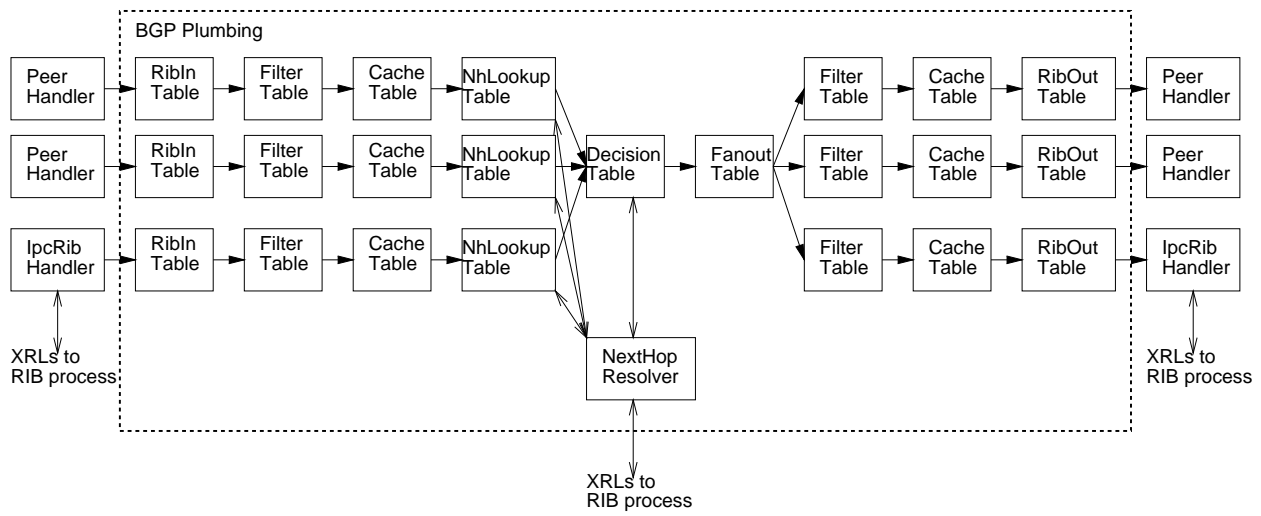 BGP Plumbing
Peer
Handler
RibIn
Table
Filter
Table
Cache
Table
NhLookup
Table
Filter
Table
Cache
Table
RibOut
Table
Peer
Handler
Peer
Handler
RibIn
Table
Filter
Table
Cache
Table
NhLookup
Table
Decision
Table
Fanout
Table
Filter
Table
Cache
Table
RibOut
Table
Peer
Handler
IpcRib
Handler
RibIn
Table
Filter
Table
Cache
Table
NhLookup
Table
Filter
Table
Cache
Table
RibOut
Table
IpcRib
Handler
XRLs to
RIB process
NextHop
Resolver
XRLs to
RIB process
XRLs to
RIB process